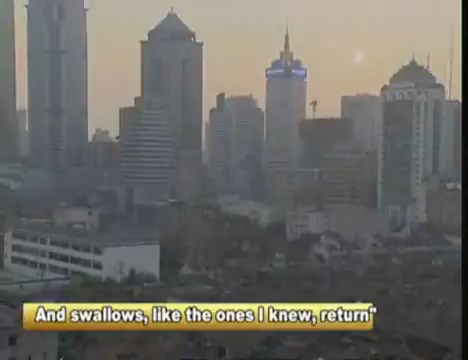 And swallows, like the ones I knew, return"